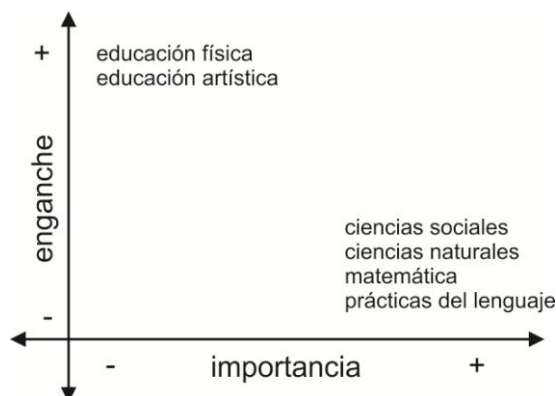 +
educación física
educación artística
enganche
ciencias sociales
ciencias naturales
matemática
prácticas del lenguaje
-
-
importancia
+